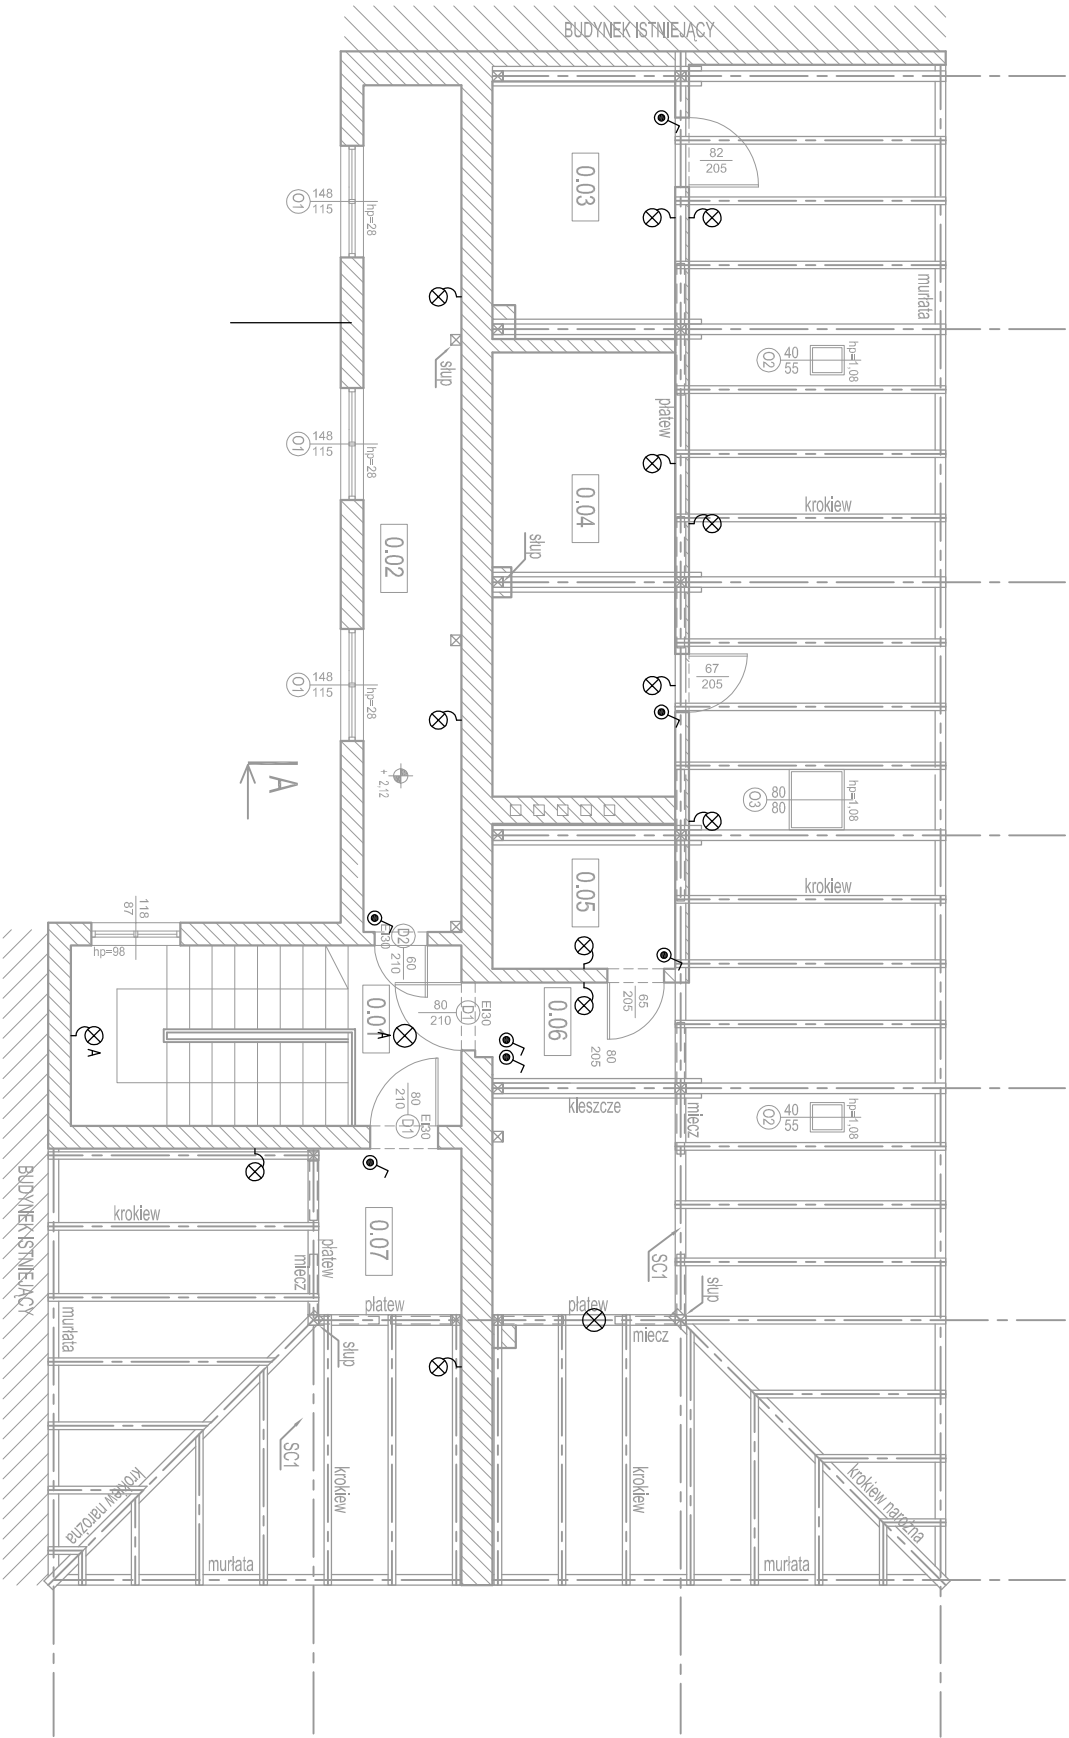 BUDYNEK ISTNIEJĄCY
82
205
0.03
O1
148
115
hp=28
murłata
słup
O2
40
55
hp=1,08
płatew
O1
148
115
hp=28
0.04
krokiew
słup
0.02
67
205
O1
148
115
hp=28
A
+
2,12
O3
80
80
hp=1,08
krokiew
0.05
118
87
hp=98
D2
EI30
60
210
0.01
80
210
D1
EI30
0.06
65
205
80
205
A
A
kleszcze
miecz
O2
40
55
hp=1,08
80
210
D1
EI30
BUDYNEK ISTNIEJĄCY
krokiew
0.07
płatew
miecz
SC1
słup
płatew
płatew
miecz
murłata
słup
SC1
krokiew
krokiew
krokiew narożna
krokiew narożna
murłata
murłata